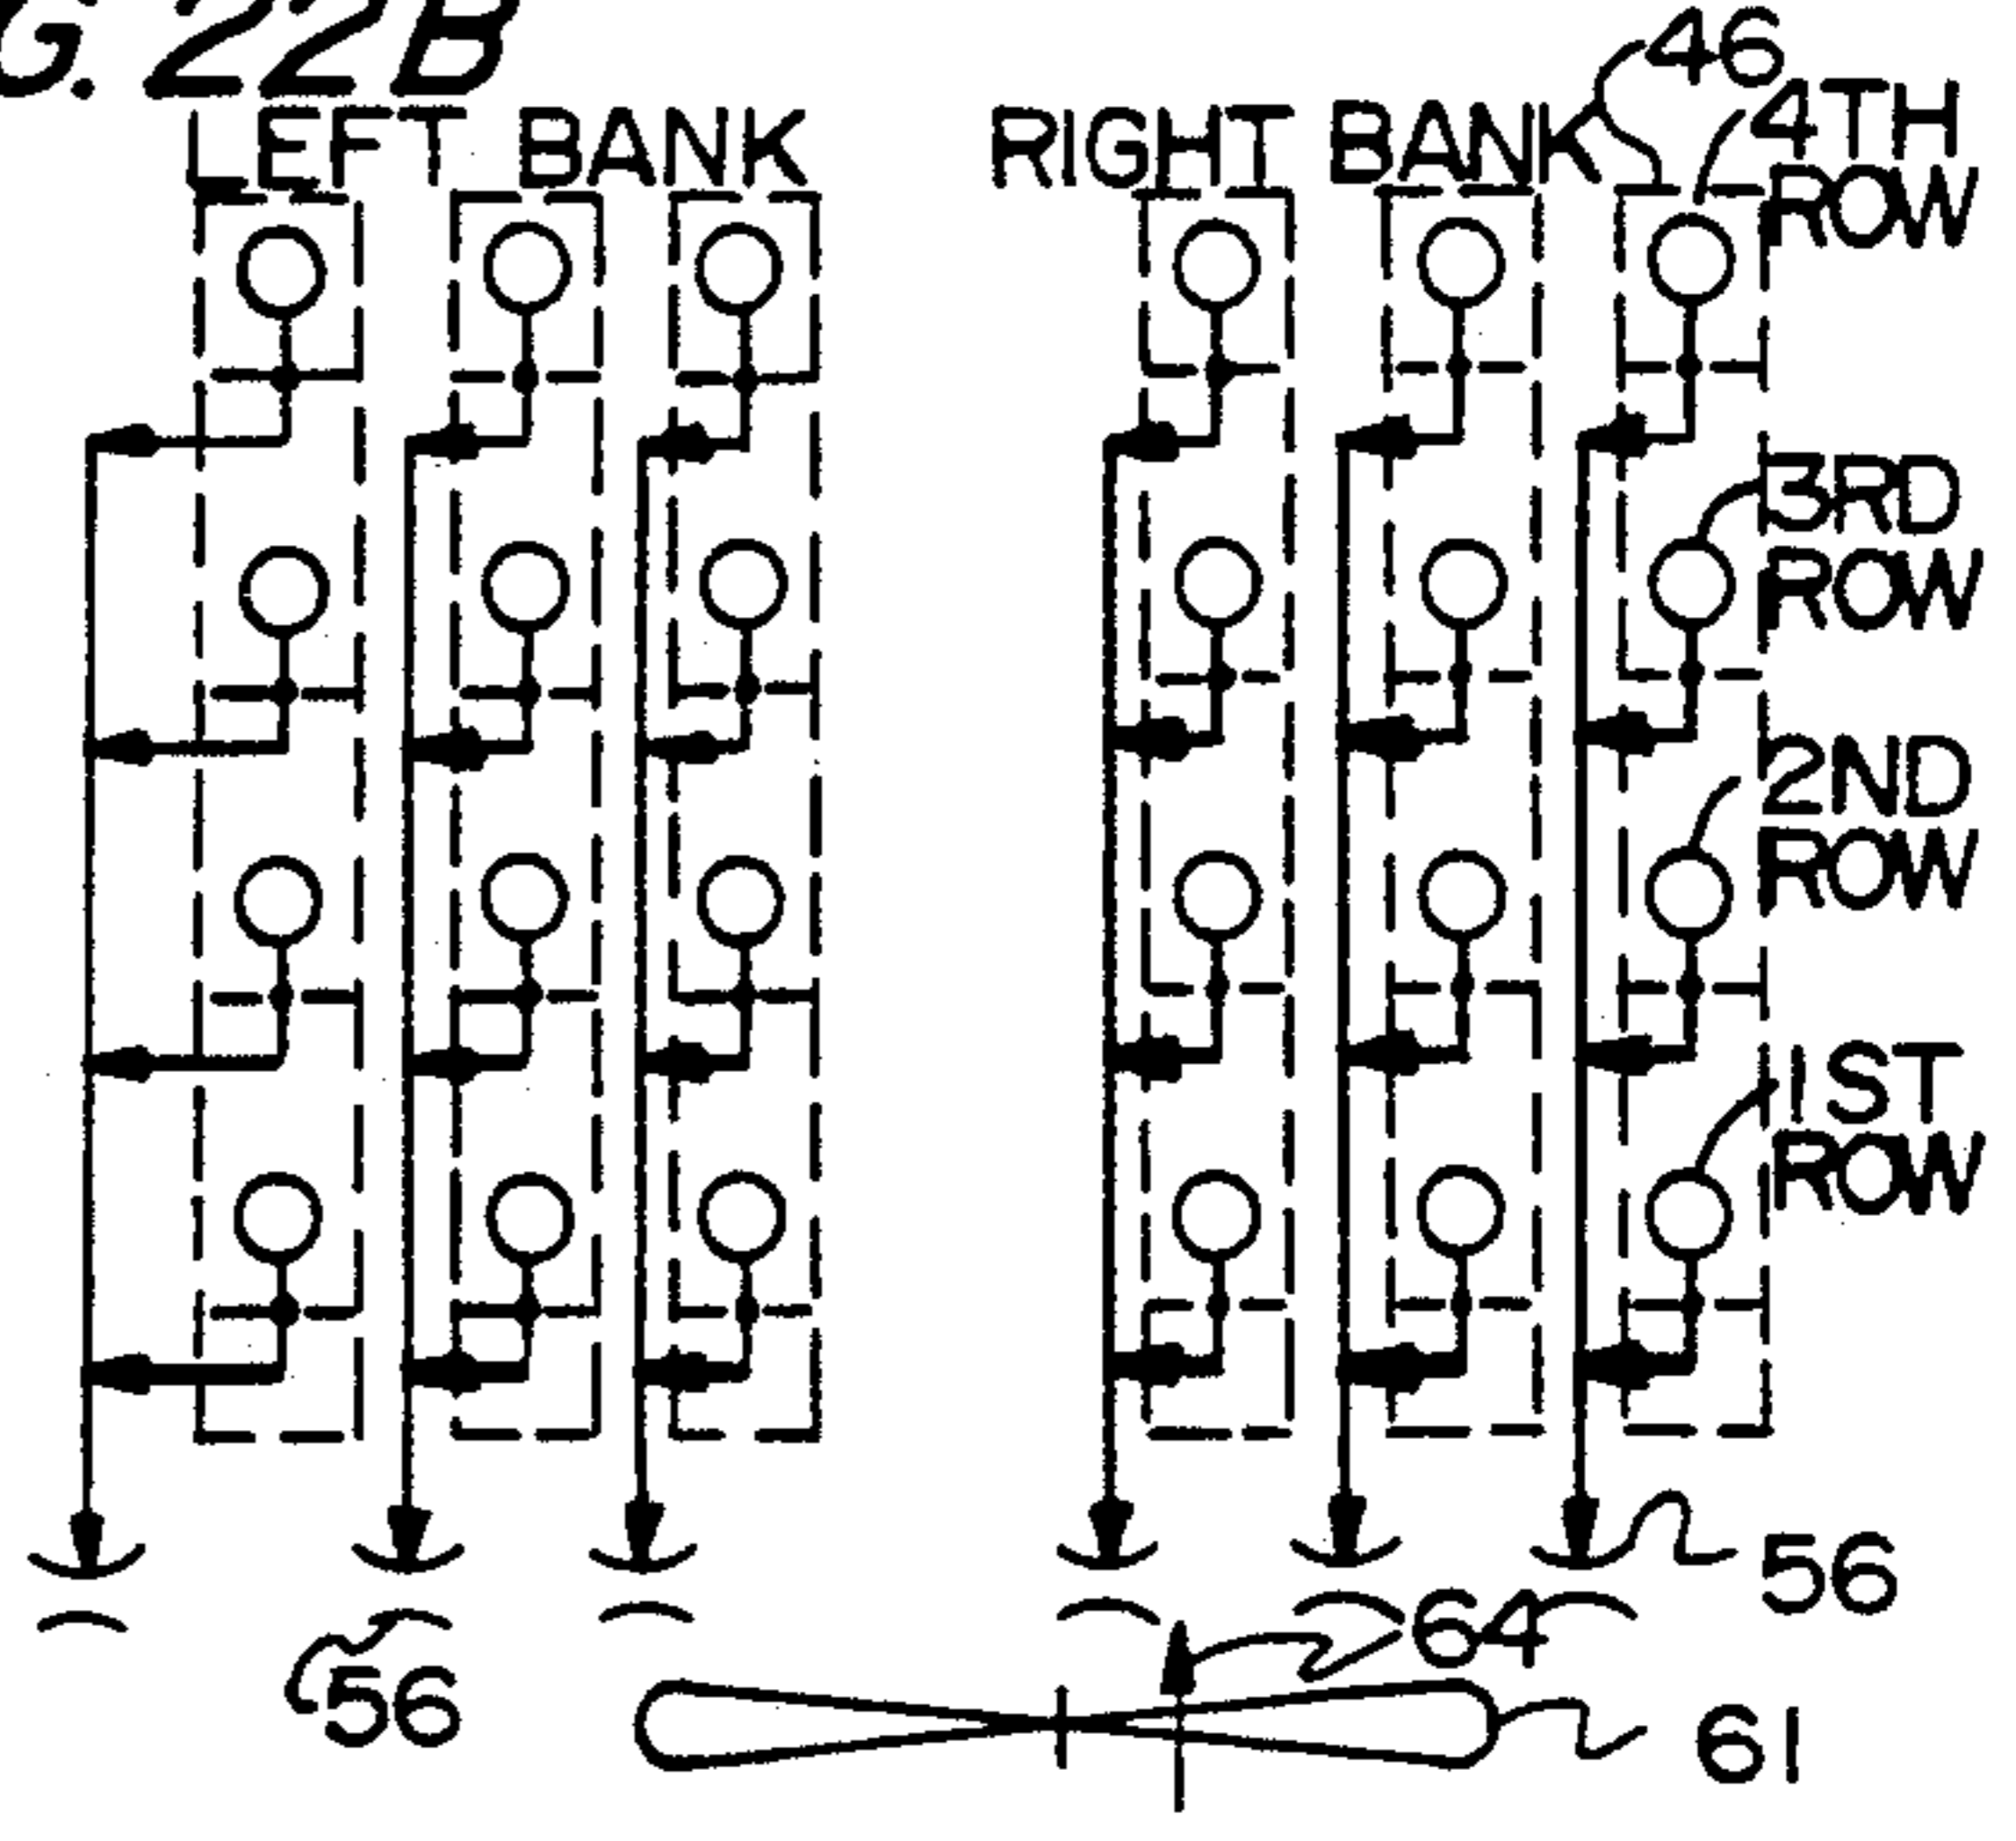 G. 22B
46
LEFT BANK
RIGHT BANK
4TH
ROW
3RD
ROW
2ND
ROW
1ST
ROW
56
64
56
61